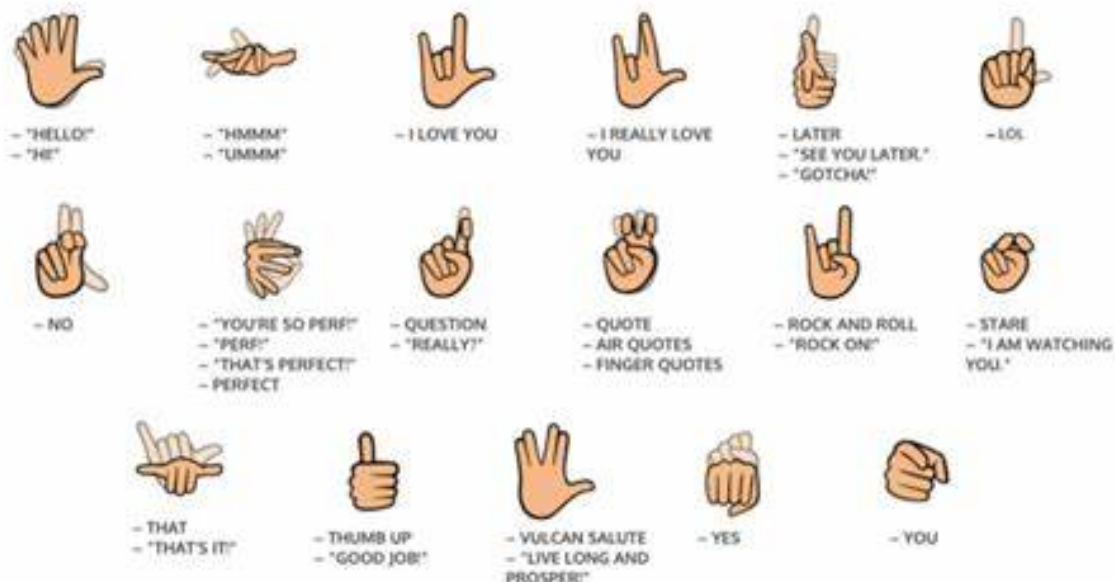 – "HELLO!"
– "HI!"
– "HMMM"
– "UMMM"
– I LOVE YOU
– I REALLY LOVE
YOU
– LATER
– "SEE YOU LATER."
– "GOTCHA!"
– LOL
– NO
– "YOU'RE SO PERF!"
– "PERF!"
– "THAT'S PERFECT!"
– PERFECT
– QUESTION
– "REALLY?"
– QUOTE
– AIR QUOTES
– FINGER QUOTES
– ROCK AND ROLL
– "ROCK ON!"
– STARE
– "I AM WATCHING
YOU."
– THAT
– "THAT'S IT!"
– THUMB UP
– "GOOD JOB!"
– VULCAN SALUTE
– "LIVE LONG AND
PROSPER!"
– YES
– YOU